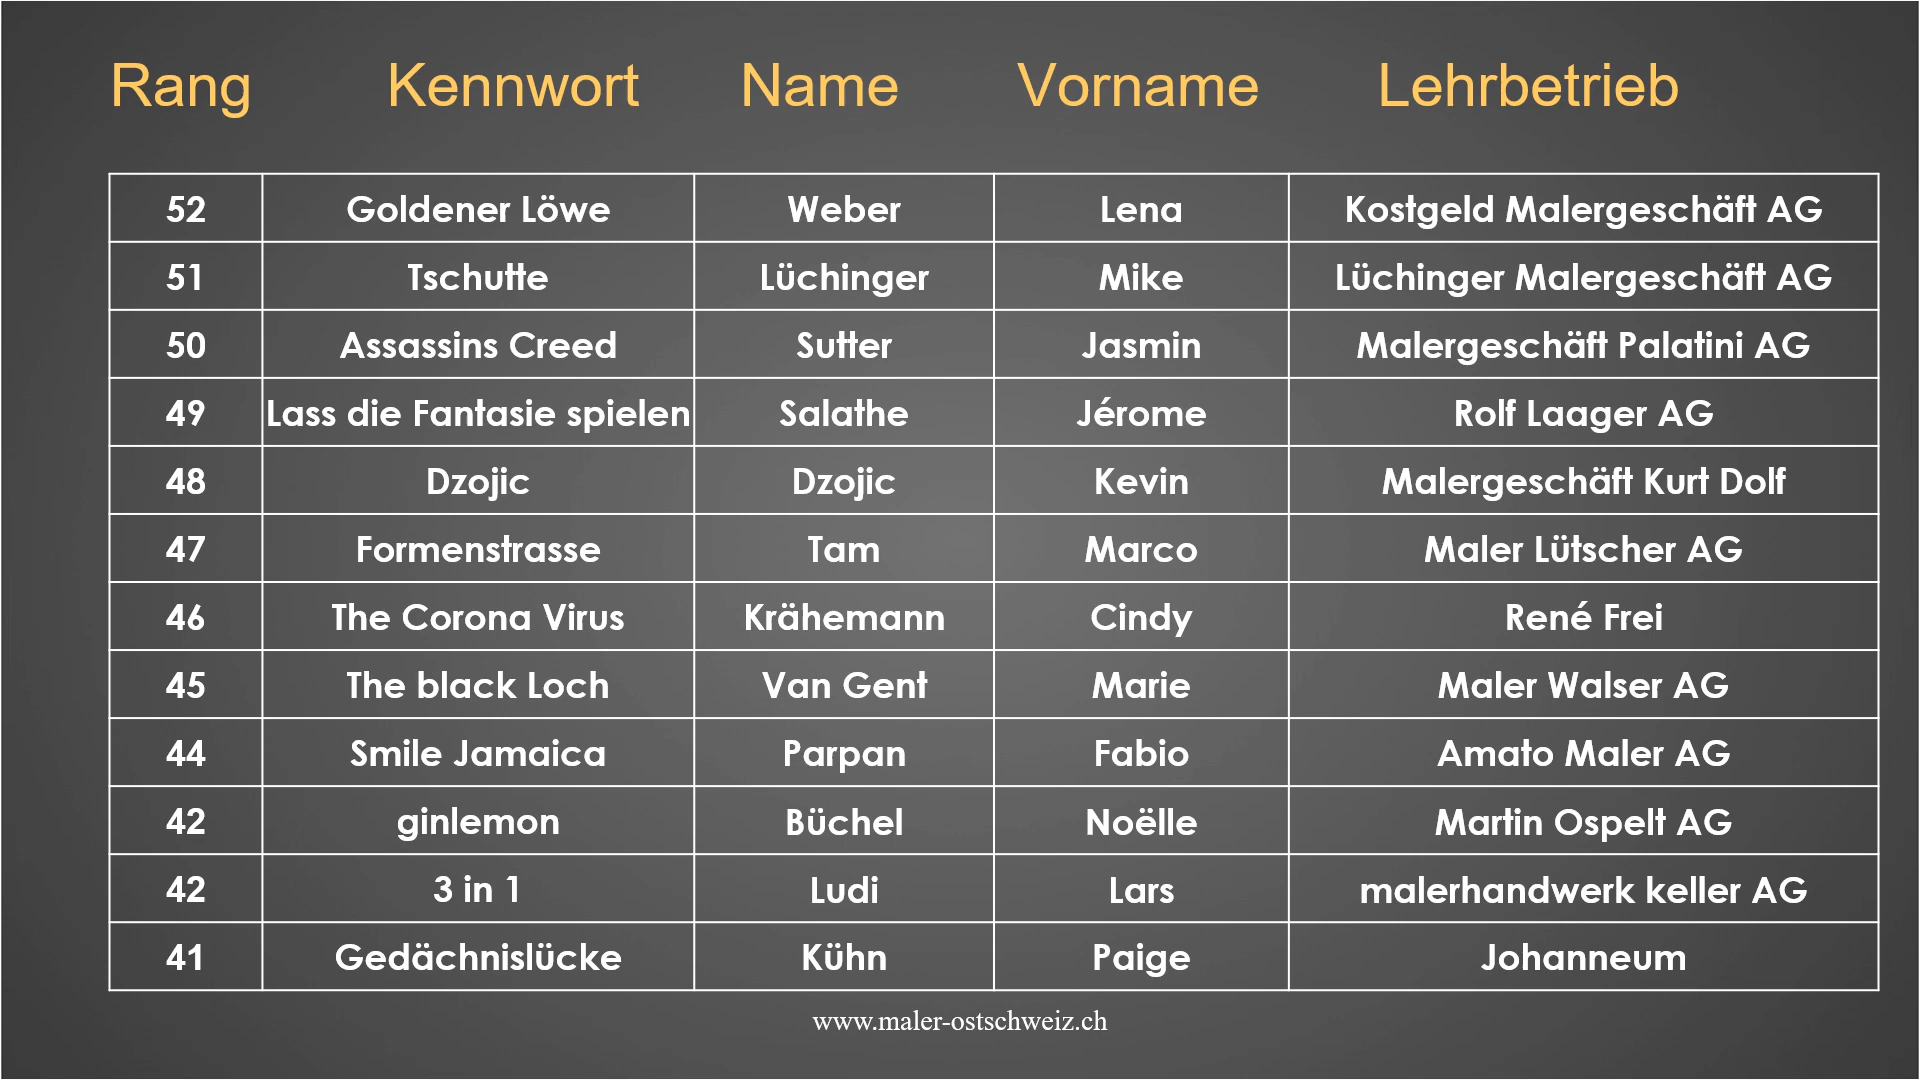 Rang Kennwort Name Vorname Lehrbetrieb
52 Goldener Löwe Weber Lena Kostgeld Malergeschäft AG
51 Tschutte Lüchinger Mike Lüchinger Malergeschäft AG
50 Assassins Creed Sutter Jasmin Malergeschäft Palatini AG
49 Lass die Fantasie spielen Salathe Jérome Rolf Laager AG
48 Dzojic Dzojic Kevin Malergeschäft Kurt Dolf
47 Formenstrasse Tam Marco Maler Lütscher AG
46 The Corona Virus Krähemann Cindy René Frei
45 The black Loch Van Gent Marie Maler Walser AG
44 Smile Jamaica Parpan Fabio Amato Maler AG
42 ginlemon Büchel Noëlle Martin Ospelt AG
42 3 in 1 Ludi Lars malerhandwerk keller AG
41 Gedächnislücke Kühn Paige Johanneum
www.maler-ostschweiz.ch